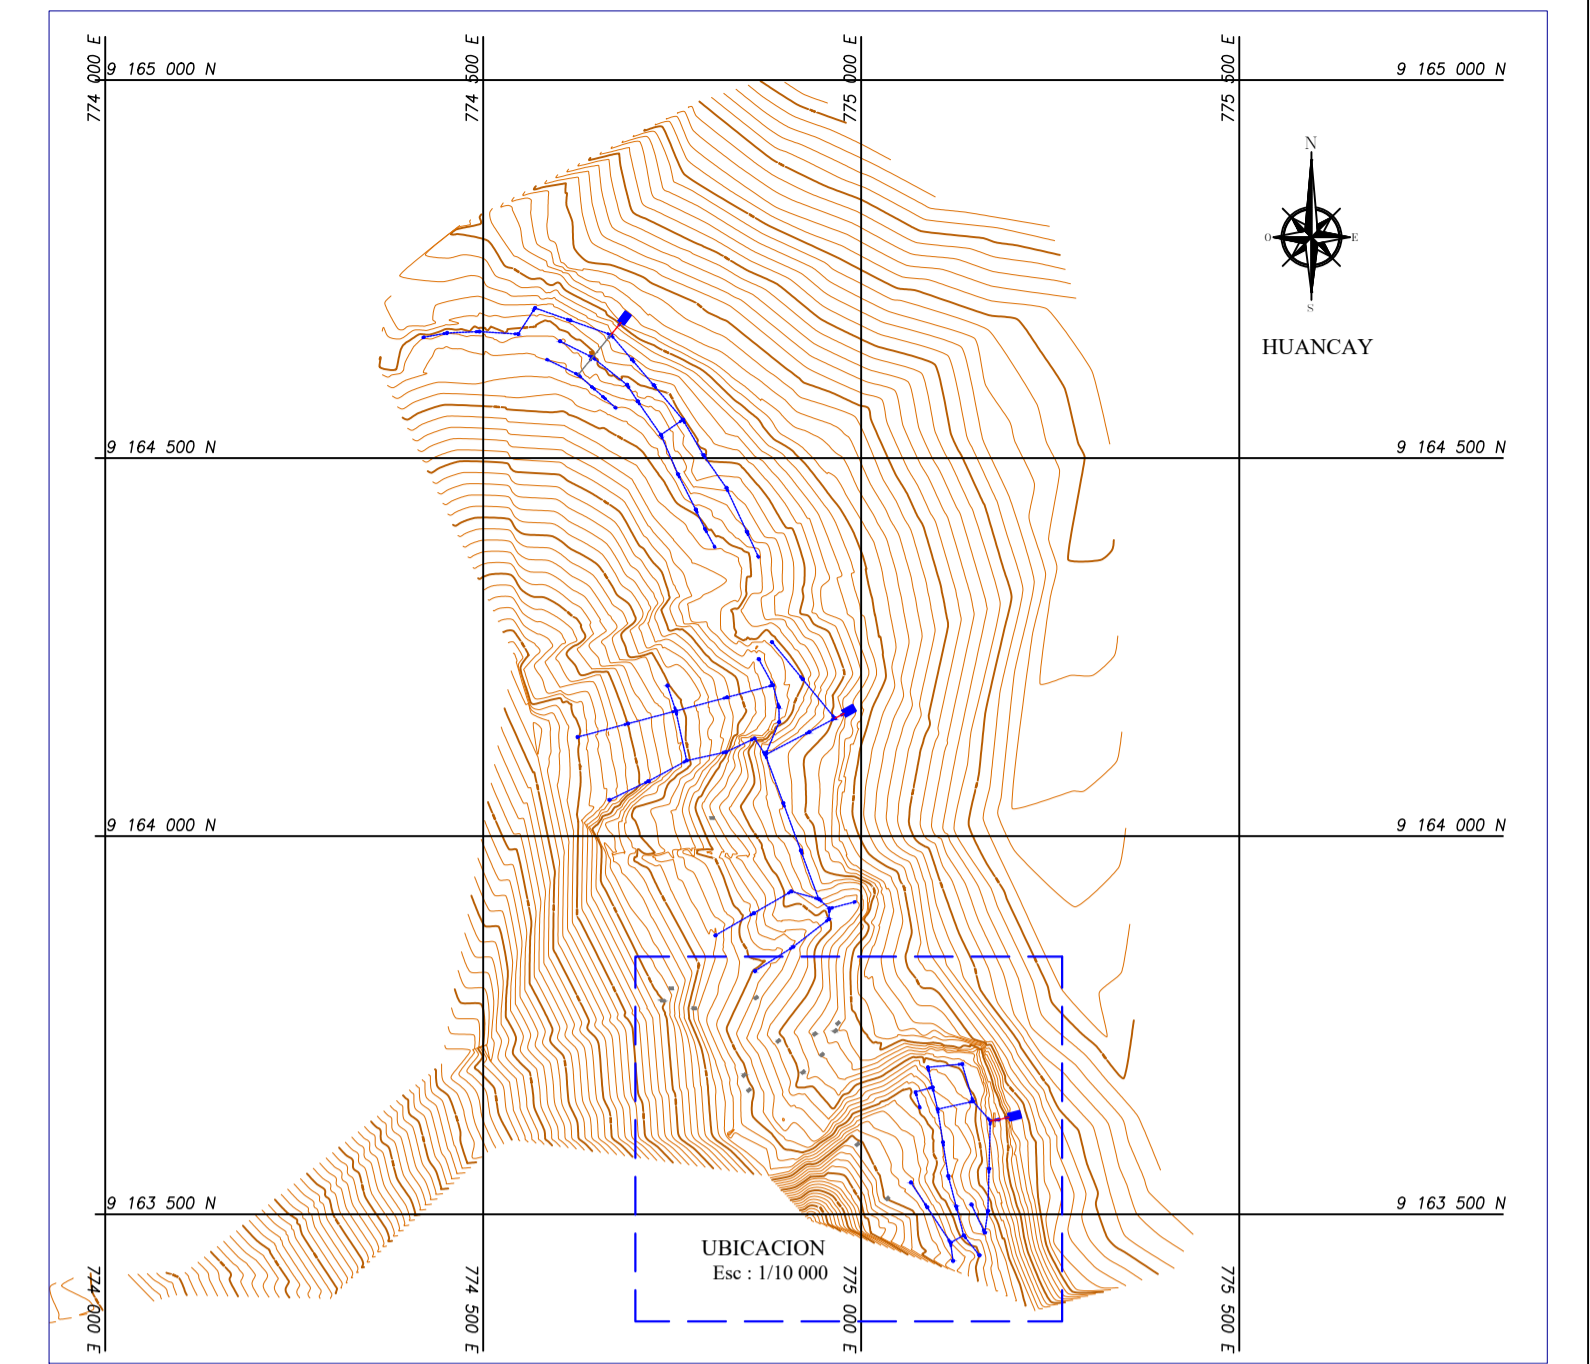 774 000 E
774 500 E
775 000 E
775 500 E
9 165 000 N
9 165 000 N
N
O
E
S
HUANCAY
9 164 500 N
9 164 500 N
9 164 000 N
9 164 000 N
9 163 500 N
9 163 500 N
UBICACION
Esc : 1/10 000
774 000 E
774 500 E
775 000 E
775 500 E